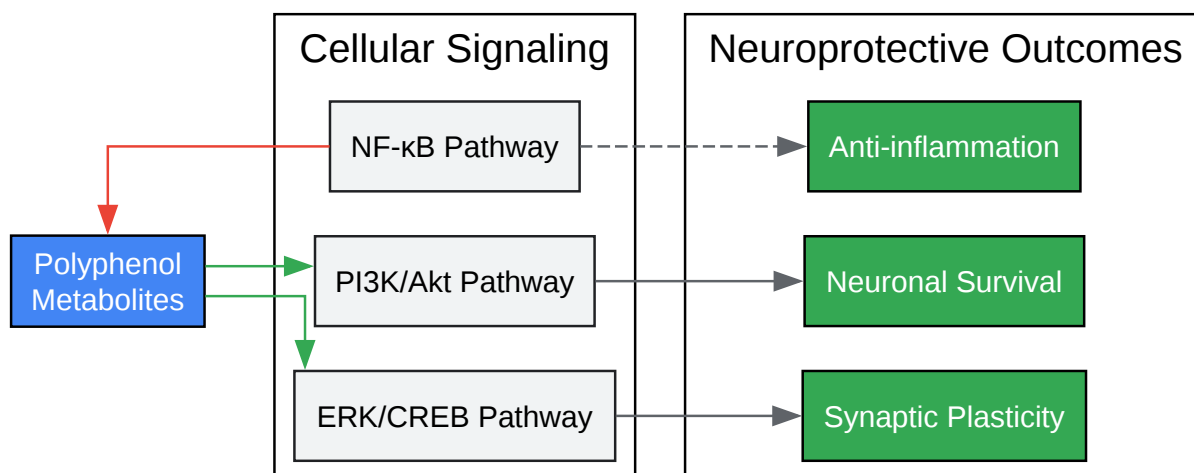 Cellular Signaling
Neuroprotective Outcomes
NF-κB Pathway
Anti-inflammation
Polyphenol
Metabolites
PI3K/Akt Pathway
Neuronal Survival
ERK/CREB Pathway
Synaptic Plasticity